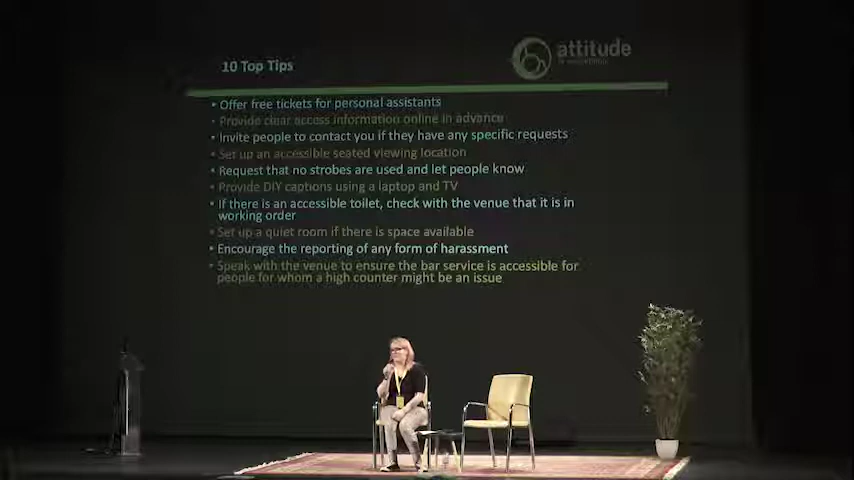 10 Top Tips
attitude
• Offer free tickets for personal assistants
• Provide clear access information online in advance
• Invite people to contact you if they have any specific requests
• Set up an accessible seated viewing location
• Request that no strobes are used and let people know
• Provide DIY captions using a laptop and TV
• If there is an accessible toilet, check with the venue that it is in
working order
• Set up a quiet room if there is space available
• Encourage the reporting of any form of harassment
• Speak with the venue to ensure the bar service is accessible for
people for whom a high counter might be an issue